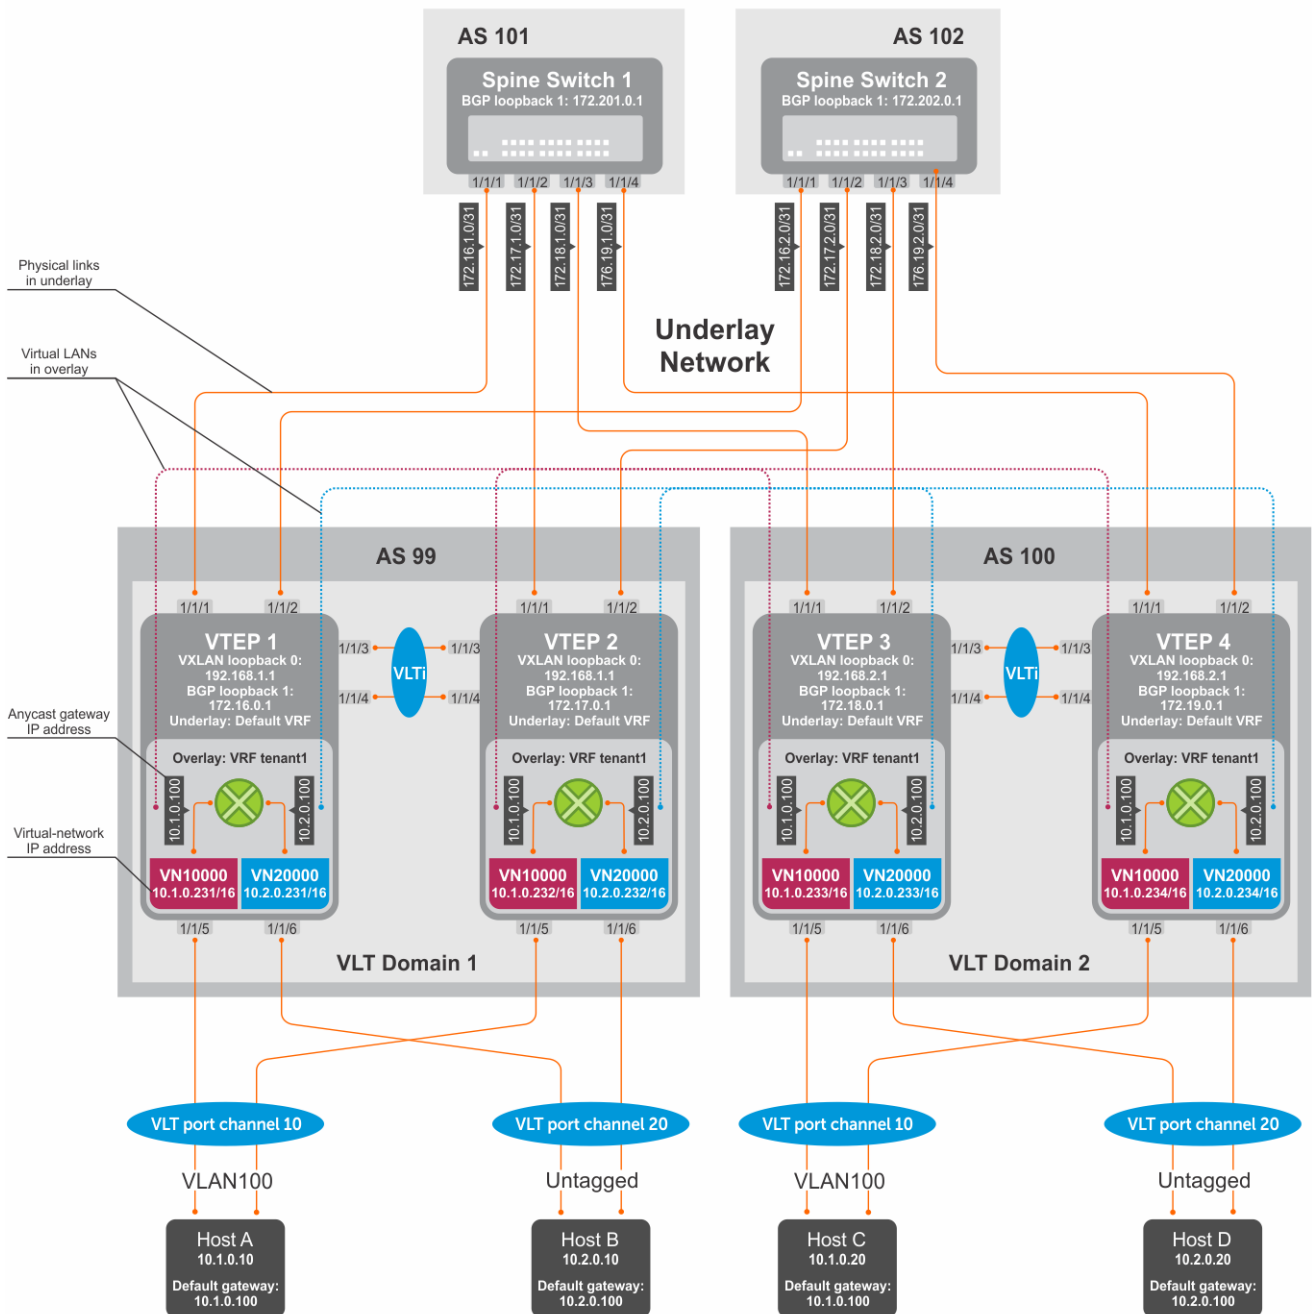 AS 101
AS 102
Spine Switch 1
BGP loopback 1: 172.201.0.1
Spine Switch 2
BGP loopback 1: 172.202.0.1
1/1/1 1/1/2 1/1/3 1/1/4
1/1/1 1/1/2 1/1/3 1/1/4
172.16.1.0/31
172.17.1.0/31
172.18.1.0/31
176.19.1.0/31
172.16.2.0/31
172.17.2.0/31
172.18.2.0/31
176.19.2.0/31
Physical links
in underlay
Underlay
Network
Virtual LANs
in overlay
AS 99
AS 100
1/1/1 1/1/2 1/1/1 1/1/2
1/1/1 1/1/2 1/1/1 1/1/2
VTEP 1
VXLAN loopback 0:
192.168.1.1
BGP loopback 1:
172.16.0.1
Underlay: Default VRF
1/1/3 1/1/3
VLTi
1/1/4 1/1/4
VTEP 2
VXLAN loopback 0:
192.168.1.1
BGP loopback 1:
172.17.0.1
Underlay: Default VRF
VTEP 3
VXLAN loopback 0:
192.168.2.1
BGP loopback 1:
172.18.0.1
Underlay: Default VRF
1/1/3 1/1/3
VLTi
1/1/4 1/1/4
VTEP 4
VXLAN loopback 0:
192.168.2.1
BGP loopback 1:
172.19.0.1
Underlay: Default VRF
Anycast gateway
IP address
Overlay: VRF tenant1
10.1.0.100
10.2.0.100
Overlay: VRF tenant1
10.1.0.100
10.2.0.100
Overlay: VRF tenant1
10.1.0.100
10.2.0.100
Overlay: VRF tenant1
10.1.0.100
10.2.0.100
Virtual-network
IP address
VN10000
10.1.0.231/16
VN20000
10.2.0.231/16
VN10000
10.1.0.232/16
VN20000
10.2.0.232/16
VN10000
10.1.0.233/16
VN20000
10.2.0.233/16
VN10000
10.1.0.234/16
VN20000
10.2.0.234/16
1/1/5 1/1/6 1/1/5 1/1/6
1/1/5 1/1/6 1/1/5 1/1/6
VLT Domain 1
VLT Domain 2
VLT port channel 10
VLT port channel 20
VLT port channel 10
VLT port channel 20
VLAN100
Untagged
VLAN100
Untagged
Host A
10.1.0.10
Default gateway:
10.1.0.100
Host B
10.2.0.10
Default gateway:
10.2.0.100
Host C
10.1.0.20
Default gateway:
10.1.0.100
Host D
10.2.0.20
Default gateway:
10.2.0.100